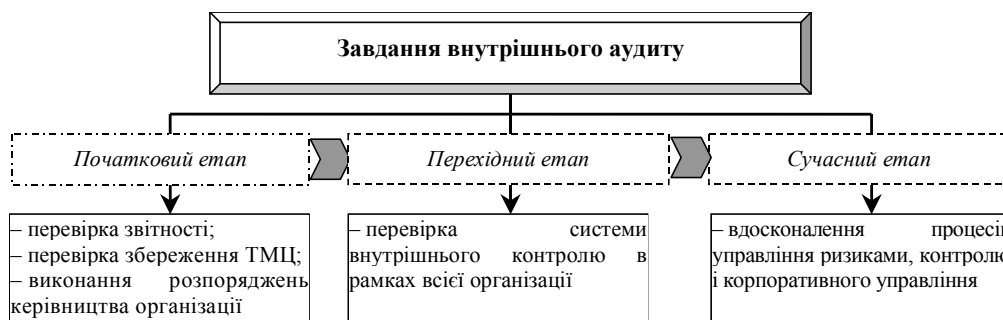 Завдання внутрішнього аудиту
Початковий етап
Перехідний етап
Сучасний етап
– перевірка звітності;
– перевірка збереження ТМЦ;
– виконання розпоряджень
керівництва організації
– перевірка системи
внутрішнього контролю в
рамках всієї організації
– вдосконалення процесів
управління ризиками, контролю
і корпоративного управління